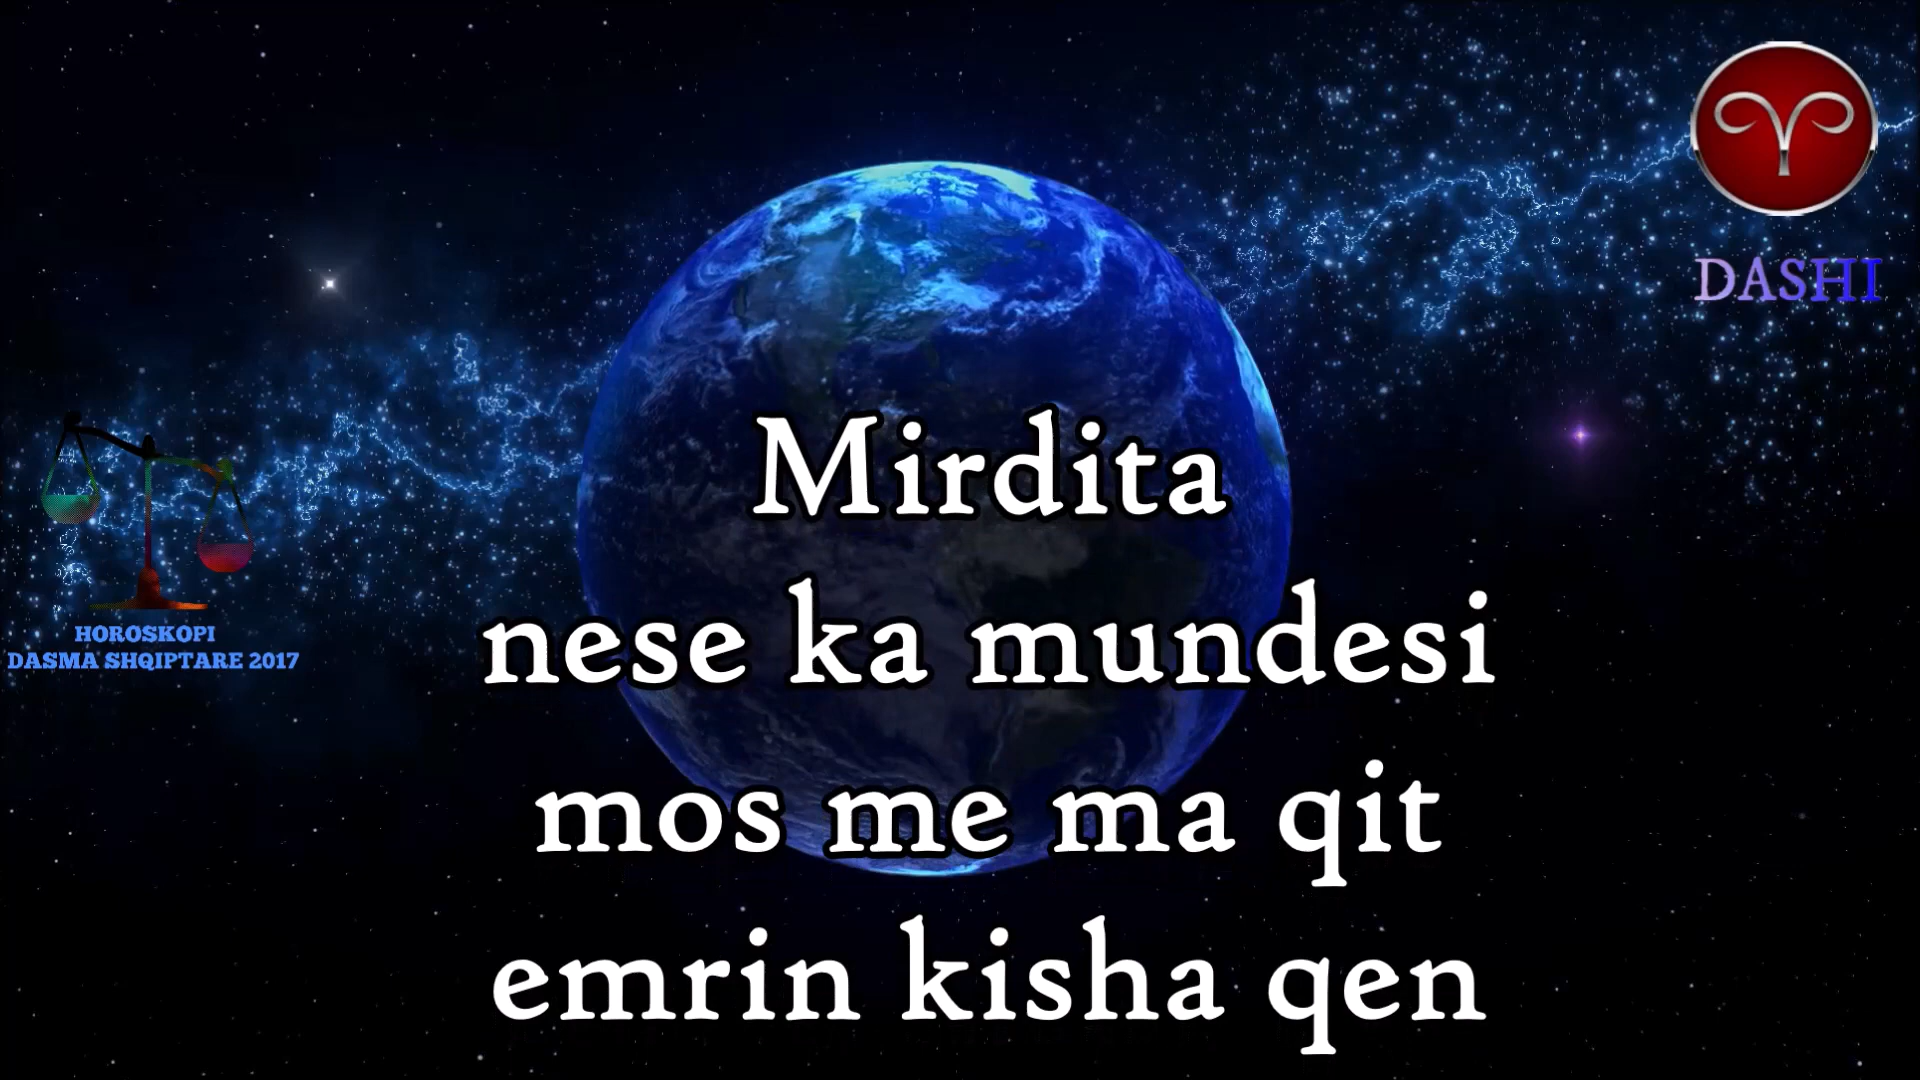 DASHI
Mirdita
nese ka mundesi
mos me ma qit
emrin kisha qen
HOROSKOPI
DASMA SHQIPTARE 2017